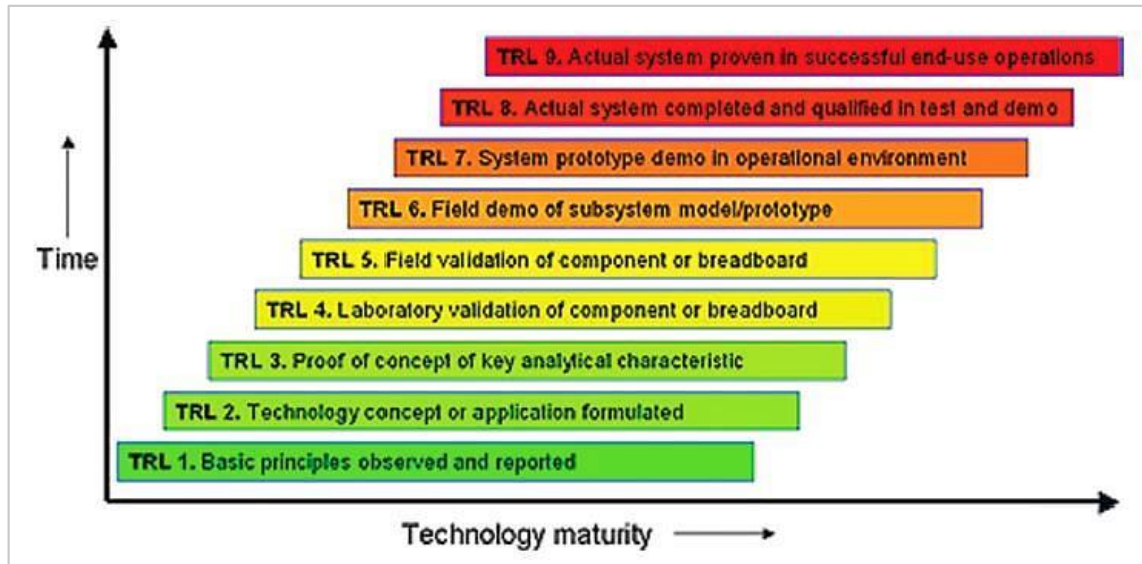 TRL 9. Actual system proven in successful end-use operations
TRL 8. Actual system completed and qualified in test and demo
TRL 7. System prototype demo in operational environment
TRL 6. Field demo of subsystem model/prototype
Time
TRL 5. Field validation of component or breadboard
TRL 4. Laboratory validation of component or breadboard
TRL 3. Proof of concept of key analytical characteristic
TRL 2. Technology concept or application formulated
TRL 1. Basic principles observed and reported
Technology maturity